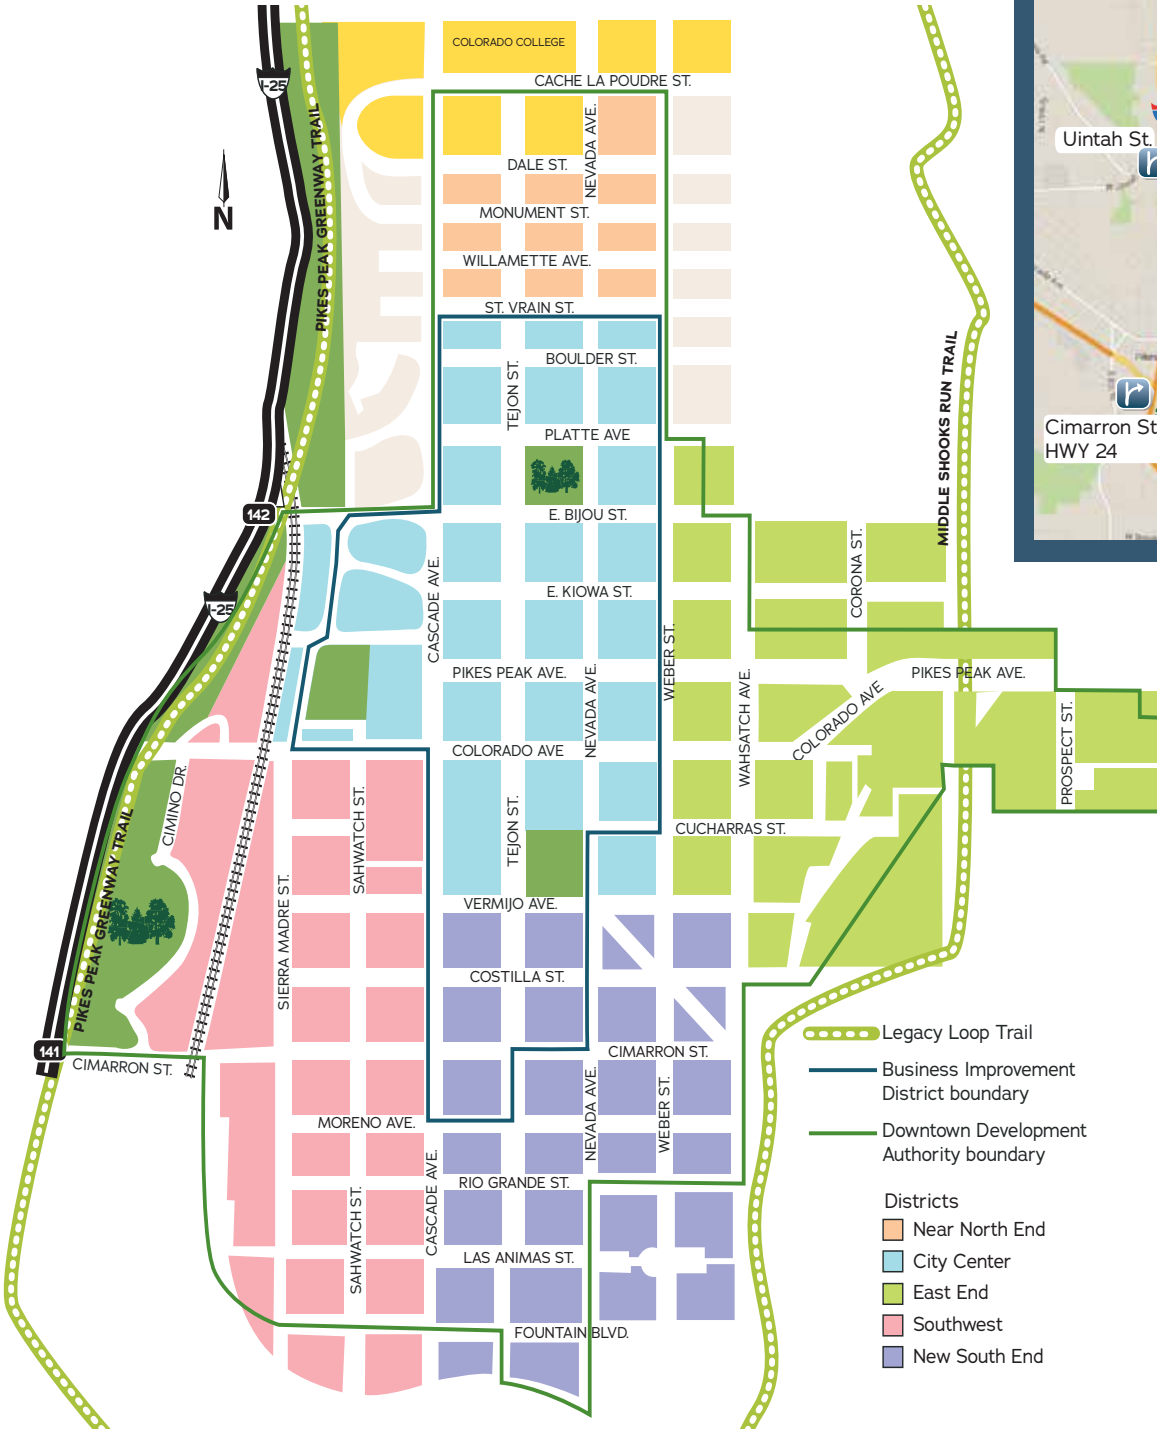 COLORADO COLLEGE
CACHE LA POUDRE ST.
I-25
PIKES PEAK GREENWAY TRAIL
NEVADA AVE.
Uintah St.
DALE ST.
N
MONUMENT ST.
WILLAMETTE AVE.
ST. VRAIN ST.
BOULDER ST.
TEJON ST.
MIDDLE SHOOKS RUN TRAIL
PLATTE AVE
Cimarron St
HWY 24
142
E. BIJOU ST.
CORONA ST.
CASCADE AVE.
E. KIOWA ST.
I-25
WEBER ST.
PIKES PEAK AVE.
NEVADA AVE.
WAHSATCH AVE.
PIKES PEAK AVE.
COLORADO AVE
COLORADO AVE
PROSPECT ST.
CIMINO DR.
SAHWATCH ST.
TEJON ST.
CUCHARRAS ST.
PIKES PEAK GREENWAY TRAIL
SIERRA MADRE ST.
VERMIJO AVE.
COSTILLA ST.
141
CIMARRON ST.
CIMARRON ST.
MORENO AVE.
NEVADA AVE.
WEBER ST.
CASCADE AVE.
SAHWATCH ST.
RIO GRANDE ST.
LAS ANIMAS ST.
FOUNTAIN BLVD.
Legacy Loop Trail
Business Improvement
District boundary
Downtown Development
Authority boundary
Districts
Near North End
City Center
East End
Southwest
New South End